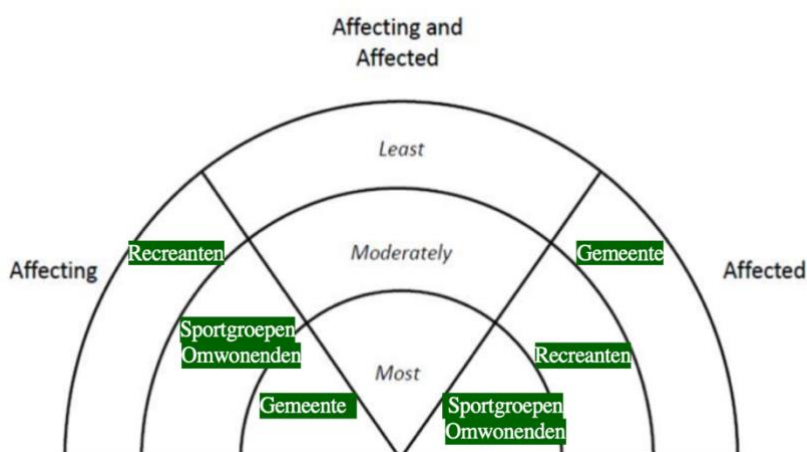 Affecting and
Affected
Least
Recreanten
Moderately
Gemeente
Affecting
Affected
Sportgroepen
Omwonenden
Recreanten
Most
Gemeente
Sportgroepen
Omwonenden